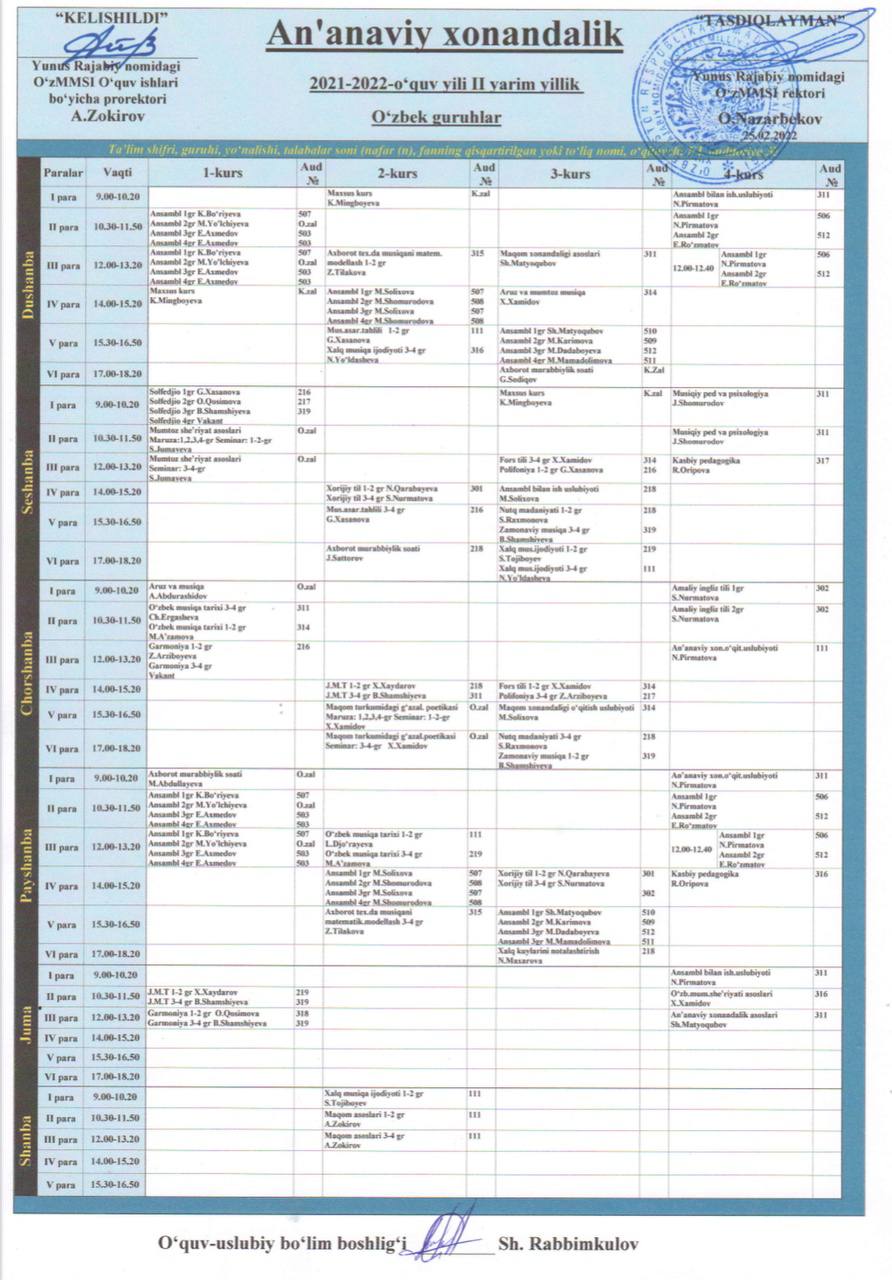 “KELISHILDI”
Yunus Rajabiy nomidagi
O‘zMMSI O‘quv ishlari
bo‘yicha prorektori
A.Zokirov
An'anaviy xonandalik
2021-2022-o‘quv yili II yarim yillik
O‘zbek guruhlar
“TASDIQLAYMAN”
Yunus Rajabiy nomidagi
O‘zMMSI rektori
O.Nazarbekov
25.02.2022
Ta’lim shifri, guruhi, yo‘nalishi, talabalar soni (nafar (n), fanning qisqartirilgan yoki to‘liq nomi,
Paralar Vaqti 1-kurs Aud № 2-kurs Aud № 3-kurs Aud № 4-kurs Aud №
Dushanba
I para 9.00-10.20
Maxsus kurs K.zal
K.Mingboyeva
Ansambl bilan ish.uslubiyoti 311
N.Pirmatova
II para 10.30-11.50
Ansambl 1gr K.Bo‘riyeva 507
Ansambl 2gr M.Yo‘lchiyeva O.zal
Ansambl 3gr E.Axmedov 503
Ansambl 4gr E.Axmedov 503
Ansambl 1gr 506
N.Pirmatova
Ansambl 2gr 512
E.Ro‘zmatov
III para 12.00-13.20
Ansambl 1gr K.Bo‘riyeva 507
Ansambl 2gr M.Yo‘lchiyeva O.zal
Ansambl 3gr E.Axmedov 503
Ansambl 4gr E.Axmedov 503
Axborot tex.da musiqani matem. 315
modellash 1-2 gr
Z.Tilakova
Maqom xonandaligi asoslari 311
Sh.Matyoqubov
12.00-12.40
Ansambl 1gr 506
N.Pirmatova
Ansambl 2gr 512
E.Ro‘zmatov
IV para 14.00-15.20
Maxsus kurs K.zal
K.Mingboyeva
Ansambl 1gr M.Solixova 507
Ansambl 2gr M.Shomurodova 508
Ansambl 3gr M.Solixova 507
Ansambl 4gr M.Shomurodova 508
Aruz va mumtoz musiqa 314
X.Xamidov
V para 15.30-16.50
Mus.asar.tahlili 1-2 gr 111
G.Xasanova
Xalq musiqa ijodiyoti 3-4 gr 316
N.Yo‘ldasheva
Ansambl 1gr Sh.Matyoqubov 510
Ansambl 2gr M.Karimova 509
Ansambl 3gr M.Dadaboyeva 512
Ansambl 4gr M.Mamadolimova 511
VI para 17.00-18.20
Axborot murabbiylik soati K.Zal
G.Sodiqov
Seshanba
I para 9.00-10.20
Solfedjio 1gr G.Xasanova 216
Solfedjio 2gr O.Qosimova 217
Solfedjio 3gr B.Shamshiyeva 319
Solfedjio 4gr Vakant
Maxsus kurs K.zal
K.Mingboyeva
Musiqiy ped va psixologiya 311
J.Shomurodov
II para 10.30-11.50
Mumtoz she’riyat asoslari O.zal
Maruza:1,2,3,4-gr Seminar: 1-2-gr
S.Jumayeva
Musiqiy ped va psixologiya 311
J.Shomurodov
III para 12.00-13.20
Mumtoz she’riyat asoslari O.zal
Seminar: 3-4-gr
S.Jumayeva
Fors tili 3-4 gr X.Xamidov 314
Polifoniya 1-2 gr G.Xasanova 216
Kasbiy pedagogika 317
R.Oripova
IV para 14.00-15.20
Xorijiy til 1-2 gr N.Qarabayeva 301
Xorijiy til 3-4 gr S.Nurmatova
Ansambl bilan ish uslubiyoti 218
M.Solixova
V para 15.30-16.50
Mus.asar.tahlili 3-4 gr 216
G.Xasanova
Nutq madaniyati 1-2 gr 218
S.Raxmonova
Zamonaviy musiqa 3-4 gr 319
B.Shamshiyeva
VI para 17.00-18.20
Axborot murabbiylik soati 218
J.Sattorov
Xalq mus.ijodiyoti 1-2 gr 219
S.Tojiboyev
Xalq mus.ijodiyoti 3-4 gr 111
N.Yo‘ldasheva
Chorshanba
I para 9.00-10.20
Aruz va musiqa O.zal
A.Abdurashidov
Amaliy ingliz tili 1gr 302
S.Nurmatova
II para 10.30-11.50
O‘zbek musiqa tarixi 3-4 gr 311
Ch.Ergasheva
O‘zbek musiqa tarixi 1-2 gr 314
M.A’zamova
Amaliy ingliz tili 2gr 302
S.Nurmatova
III para 12.00-13.20
Garmoniya 1-2 gr 216
Z.Arziboyeva
Garmoniya 3-4 gr
Vakant
An’anaviy xon.o‘qit.uslubiyoti 111
N.Pirmatova
IV para 14.00-15.20
J.M.T 1-2 gr X.Xaydarov 218
J.M.T 3-4 gr B.Shamshiyeva 311
Fors tili 1-2 gr X.Xamidov 314
Polifoniya 3-4 gr Z.Arziboyeva 217
V para 15.30-16.50
Maqom turkumidagi g‘azal. poetikasi O.zal
Maruza: 1,2,3,4-gr Seminar: 1-2-gr
X.Xamidov
Maqom xonandaligi o‘qitish uslubiyoti 314
M.Solixova
VI para 17.00-18.20
Maqom turkumidagi g‘azal.poetikasi O.zal
Seminar: 3-4-gr X.Xamidov
Nutq madaniyati 3-4 gr 218
S.Raxmonova
Zamonaviy musiqa 1-2 gr 319
B.Shamshiyeva
Payshanba
I para 9.00-10.20
Axborot murabbiylik soati O.zal
M.Abdullayeva
An’anaviy xon.o‘qit.uslubiyoti 311
N.Pirmatova
II para 10.30-11.50
Ansambl 1gr K.Bo‘riyeva 507
Ansambl 2gr M.Yo‘lchiyeva O.zal
Ansambl 3gr E.Axmedov 503
Ansambl 4gr E.Axmedov 503
Ansambl 1gr 506
N.Pirmatova
Ansambl 2gr 512
E.Ro‘zmatov
III para 12.00-13.20
Ansambl 1gr K.Bo‘riyeva 507
Ansambl 2gr M.Yo‘lchiyeva O.zal
Ansambl 3gr E.Axmedov 503
Ansambl 4gr E.Axmedov 503
O‘zbek musiqa tarixi 1-2 gr 111
L.Djo‘rayeva
O‘zbek musiqa tarixi 3-4 gr 219
M.A’zamova
12.00-12.40
Ansambl 1gr 506
N.Pirmatova
Ansambl 2gr 512
E.Ro‘zmatov
IV para 14.00-15.20
Ansambl 1gr M.Solixova 507
Ansambl 2gr M.Shomurodova 508
Ansambl 3gr M.Solixova 507
Ansambl 4gr M.Shomurodova 508
Xorijiy til 1-2 gr N.Qarabayeva 301
Xorijiy til 3-4 gr S.Nurmatova 302
Kasbiy pedagogika 316
R.Oripova
V para 15.30-16.50
Axborot tex.da musiqani 315
matematik.modellash 3-4 gr
Z.Tilakova
Ansambl 1gr Sh.Matyoqubov 510
Ansambl 2gr M.Karimova 509
Ansambl 3gr M.Dadaboyeva 512
Ansambl 3gr M.Mamadolimova 511
VI para 17.00-18.20
Xalq kuylarini notalashtirish 218
N.Maxarova
Juma
I para 9.00-10.20
Ansambl bilan ish.uslubiyoti 311
N.Pirmatova
II para 10.30-11.50
J.M.T 1-2 gr X.Xaydarov 219
J.M.T 3-4 gr B.Shamshiyeva 319
O‘zb.mum.she’riyati asoslari 316
X.Xamidov
III para 12.00-13.20
Garmoniya 1-2 gr O.Qosimova 318
Garmoniya 3-4 gr B.Shamshiyeva 319
An’anaviy xonandalik asoslari 311
Sh.Matyoqubov
IV para 14.00-15.20
V para 15.30-16.50
VI para 17.00-18.20
Shanba
I para 9.00-10.20
Xalq musiqa ijodiyoti 1-2 gr 111
S.Tojiboyev
II para 10.30-11.50
Maqom asoslari 1-2 gr 111
A.Zokirov
III para 12.00-13.20
Maqom asoslari 3-4 gr 111
A.Zokirov
IV para 14.00-15.20
V para 15.30-16.50
O‘quv-uslubiy bo‘lim boshlig‘i Sh. Rabbimkulov